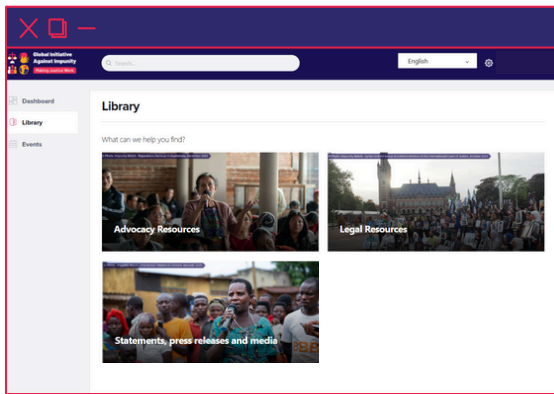 Global Initiative
Against Impunity
Making Justice Work
Search...
English
Dashboard
Library
Events
Library
What can we help you find?
Advocacy Resources
Legal Resources
Statements, press releases and media